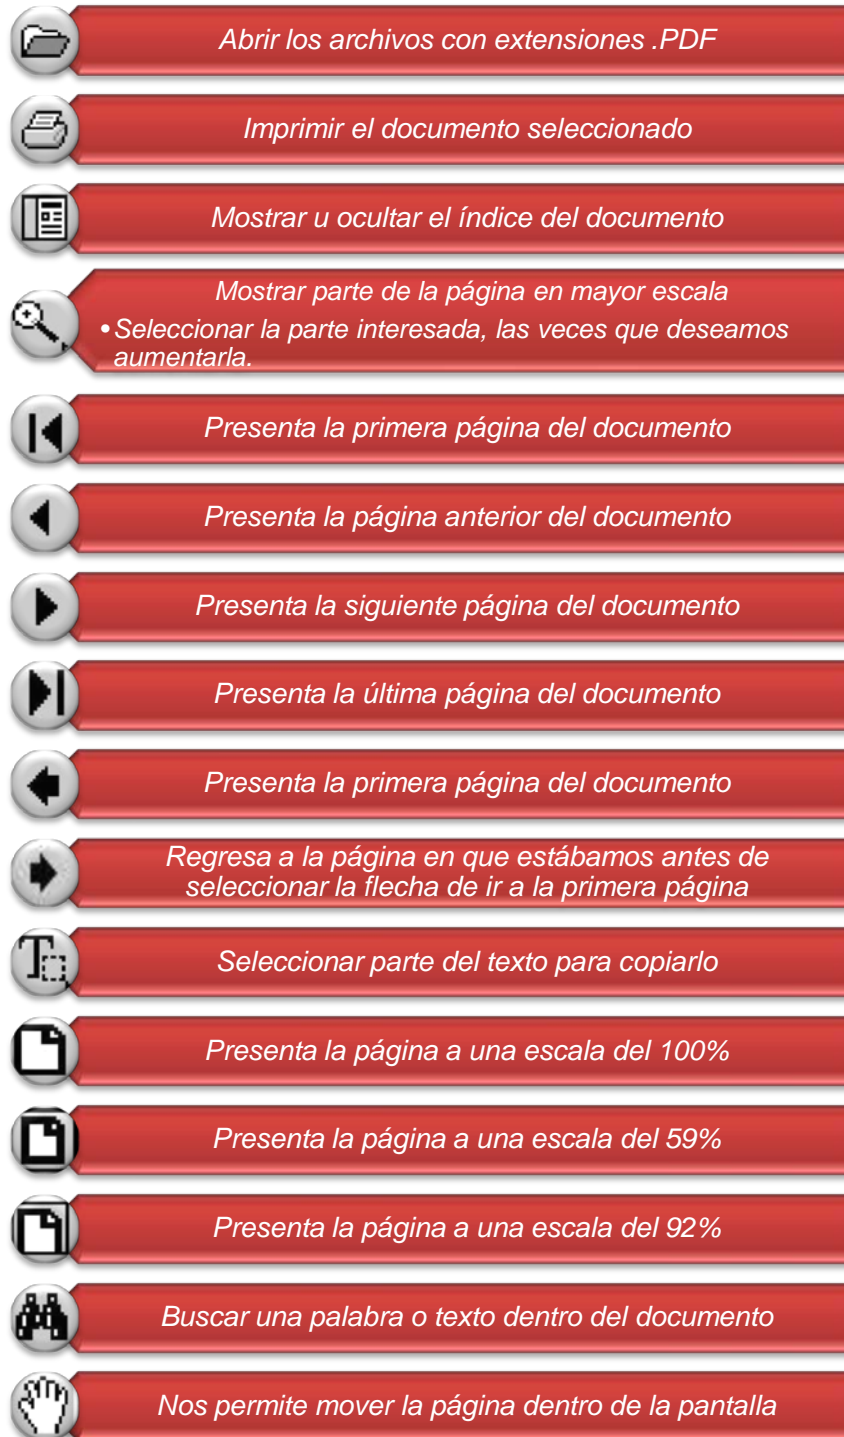 Abrir los archivos con extensiones .PDF
Imprimir el documento seleccionado
Mostrar u ocultar el índice del documento
Mostrar parte de la página en mayor escala
•Seleccionar la parte interesada, las veces que deseamos
aumentarla.
Presenta la primera página del documento
Presenta la página anterior del documento
Presenta la siguiente página del documento
Presenta la última página del documento
Presenta la primera página del documento
Regresa a la página en que estábamos antes de
seleccionar la flecha de ir a la primera página
Seleccionar parte del texto para copiarlo
Presenta la página a una escala del 100%
Presenta la página a una escala del 59%
Presenta la página a una escala del 92%
Buscar una palabra o texto dentro del documento
Nos permite mover la página dentro de la pantalla